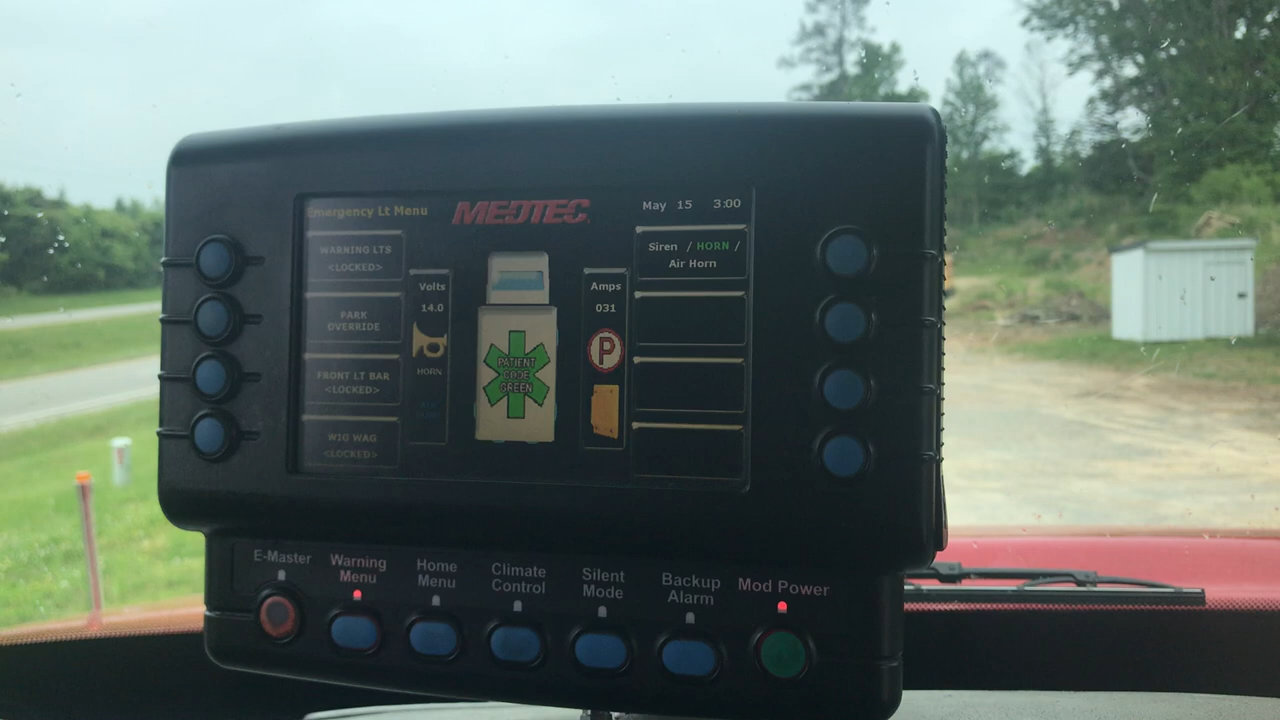 Emergency Lt Menu
MEDTEC
May 15 3:00
WARNING LTS
<LOCKED>
PARK
OVERRIDE
FRONT LT BAR
<LOCKED>
WIG WAG
<LOCKED>
Volts
14.0
HORN
PATIENT
CODE
GREEN
Amps
031
P
Siren / HORN /
Air Horn
E-Master
Warning
Menu
Home
Menu
Climate
Control
Silent
Mode
Backup
Alarm
Mod Power